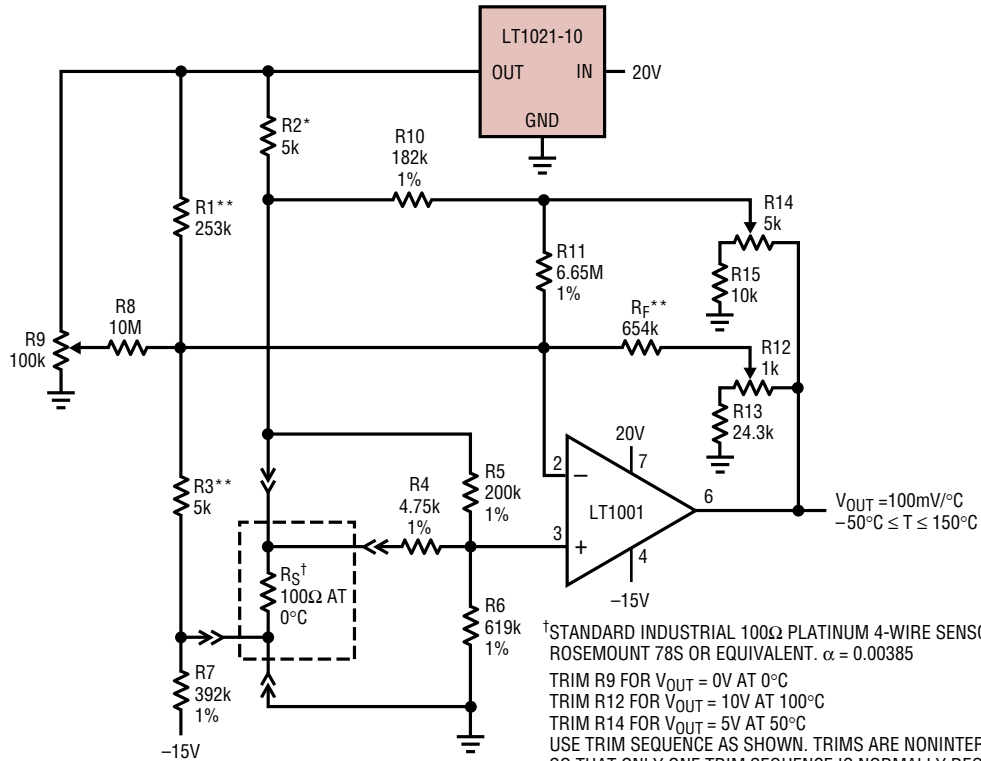 LT1021-10
OUT
IN
20V
GND
R2*
5k
R10
182k
1%
R1**
253k
R14
5k
R11
6.65M
1%
R15
10k
R8
10M
RF**
654k
R9
100k
R12
1k
R13
24.3k
20V
7
2
–
R3**
5k
R4
4.75k
1%
R5
200k
1%
LT1001
6
VOUT =100mV/°C
–50°C ≤ T ≤ 150°C
3
+
4
–15V
RS†
100Ω AT
0°C
R6
619k
1%
R7
392k
1%
–15V
†STANDARD INDUSTRIAL 100Ω PLATINUM 4-WIRE SENSO
ROSEMOUNT 78S OR EQUIVALENT. α = 0.00385
TRIM R9 FOR VOUT = 0V AT 0°C
TRIM R12 FOR VOUT = 10V AT 100°C
TRIM R14 FOR VOUT = 5V AT 50°C
USE TRIM SEQUENCE AS SHOWN. TRIMS ARE NONINTER